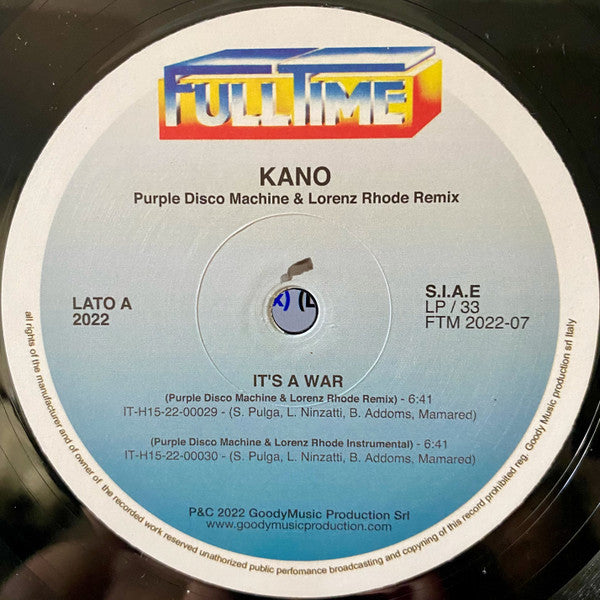 FULLTIME
KANO
Purple Disco Machine & Lorenz Rhode Remix
LATO A
2022
S.I.A.E
LP / 33
FTM 2022-07
IT'S A WAR
(Purple Disco Machine & Lorenz Rhode Remix) - 6:41
IT-H15-22-00029 - (S. Pulga, L. Ninzatti, B. Addoms, Mamared)
(Purple Disco Machine & Lorenz Rhode Instrumental) - 6:41
IT-H15-22-00030 - (S. Pulga, L. Ninzatti, B. Addoms, Mamared)
P&C 2022 GoodyMusic Production Srl
www.goodymusicproduction.com
all rights of the manufacturer and of owner of the recorded work reserved unathorized public perfomance broadcasting and copyning of this record prohibited reg. Goody Music production srl Italy